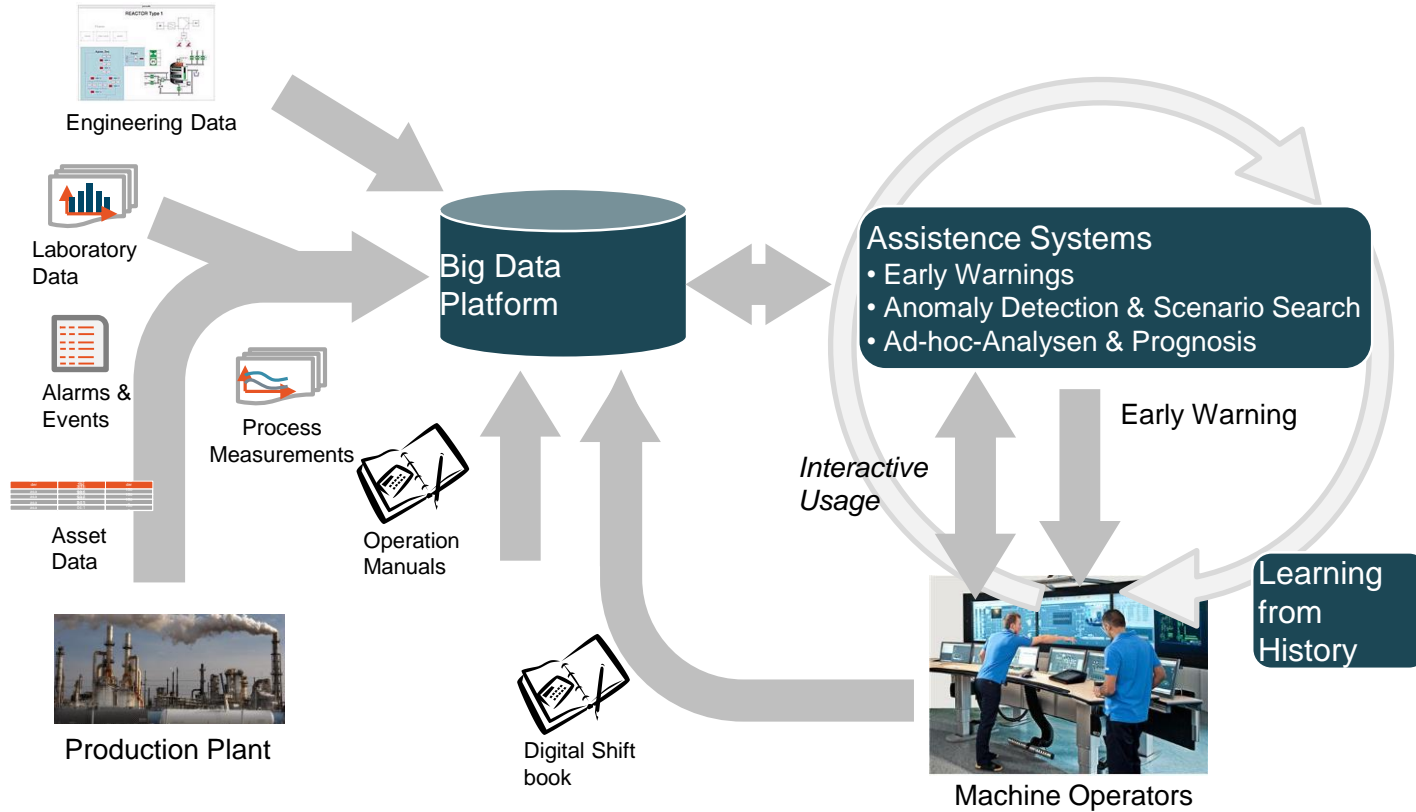 REACTOR Type 1
Engineering Data
Laboratory
Data
Alarms &
Events
Process
Measurements
Asset
Data
Production Plant
Big Data
Platform
Operation
Manuals
Digital Shift
book
Assistence Systems
• Early Warnings
• Anomaly Detection & Scenario Search
• Ad-hoc-Analysen & Prognosis
Early Warning
Interactive
Usage
Learning
from
History
Machine Operators